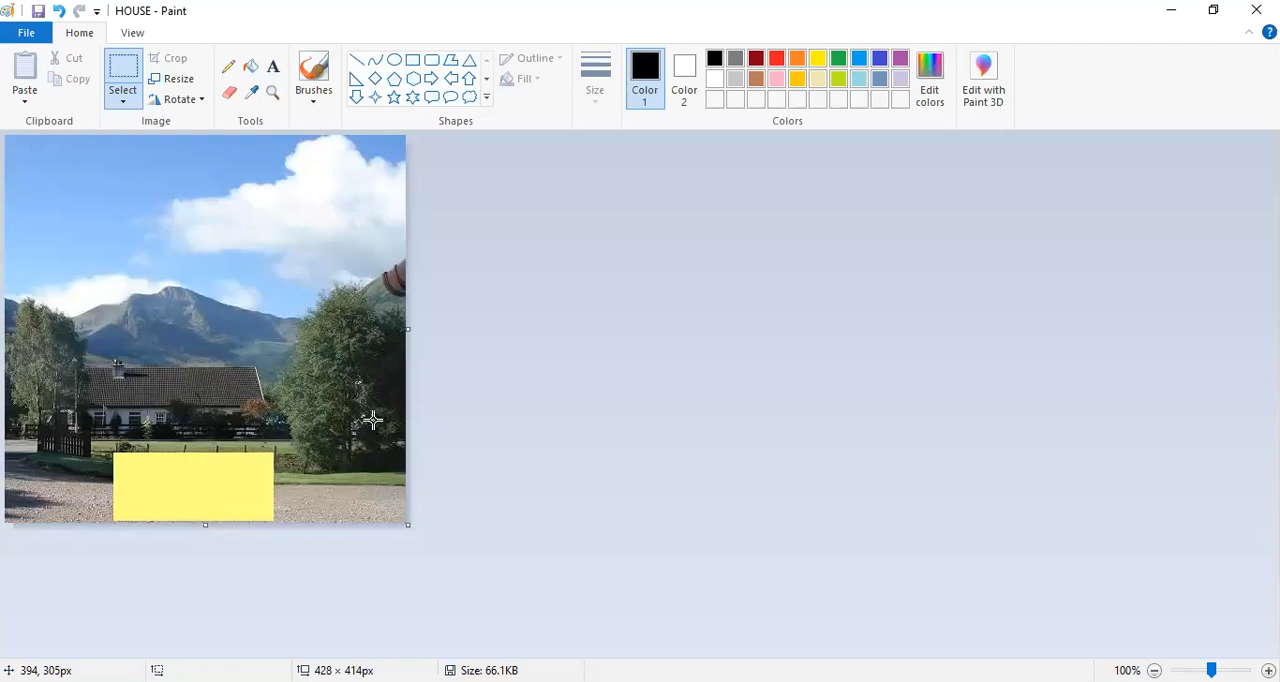 HOUSE - Paint
File
Home
View
Paste
Cut
Copy
Clipboard
Select
Crop
Resize
Rotate
Image
A
Tools
Brushes
Shapes
Outline
Fill
Size
Color 1
Color 2
Colors
Edit colors
Edit with Paint 3D
394, 305px
428 × 414px
Size: 66.1KB
100%